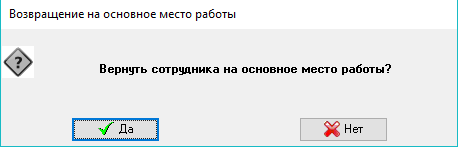 Возвращение на основное место работы
Вернуть сотрудника на основное место работы?
Да
Нет